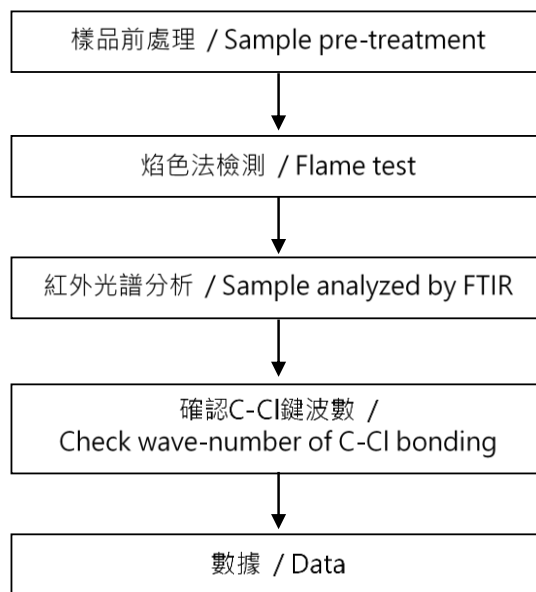 樣品前處理 / Sample pre-treatment
焰色法檢測 / Flame test
紅外光譜分析 / Sample analyzed by FTIR
確認C-Cl鍵波數 /
Check wave-number of C-Cl bonding
數據 / Data